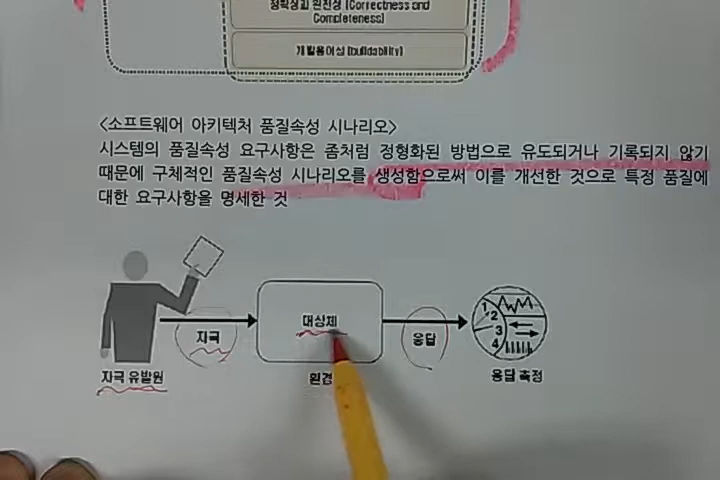 정확성과 완전성 (Correctness and
Completeness)
개발용이성 (buildability)
<소프트웨어 아키텍처 품질속성 시나리오>
시스템의 품질속성 요구사항은 좀처럼 정형화된 방법으로 유도되거나 기록되지 않기
때문에 구체적인 품질속성 시나리오를 생성함으로써 이를 개선한 것으로 특정 품질에
대한 요구사항을 명세한 것
자극 유발원
자극
대상체
환경
응답
1
2
3
4
응답 측정